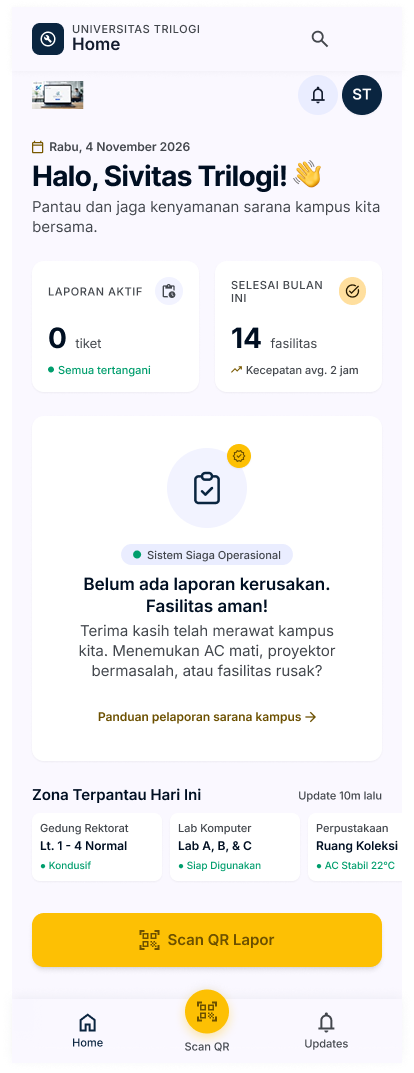 UNIVERSITAS TRILOGI
Home
ST
Rabu, 4 November 2026
Halo, Sivitas Trilogi! 👋
Pantau dan jaga kenyamanan sarana kampus kita
bersama.
LAPORAN AKTIF
0 tiket
Semua tertangani
SELESAI BULAN
INI
14 fasilitas
Kecepatan avg. 2 jam
Sistem Siaga Operasional
Belum ada laporan kerusakan.
Fasilitas aman!
Terima kasih telah merawat kampus
kita. Menemukan AC mati, proyektor
bermasalah, atau fasilitas rusak?
Panduan pelaporan sarana kampus →
Zona Terpantau Hari Ini
Update 10m lalu
Gedung Rektorat
Lt. 1 - 4 Normal
● Kondusif
Lab Komputer
Lab A, B, & C
● Siap Digunakan
Perpustakaan
Ruang Koleksi
● AC Stabil 22°C
Scan QR Lapor
Home
Scan QR
Updates